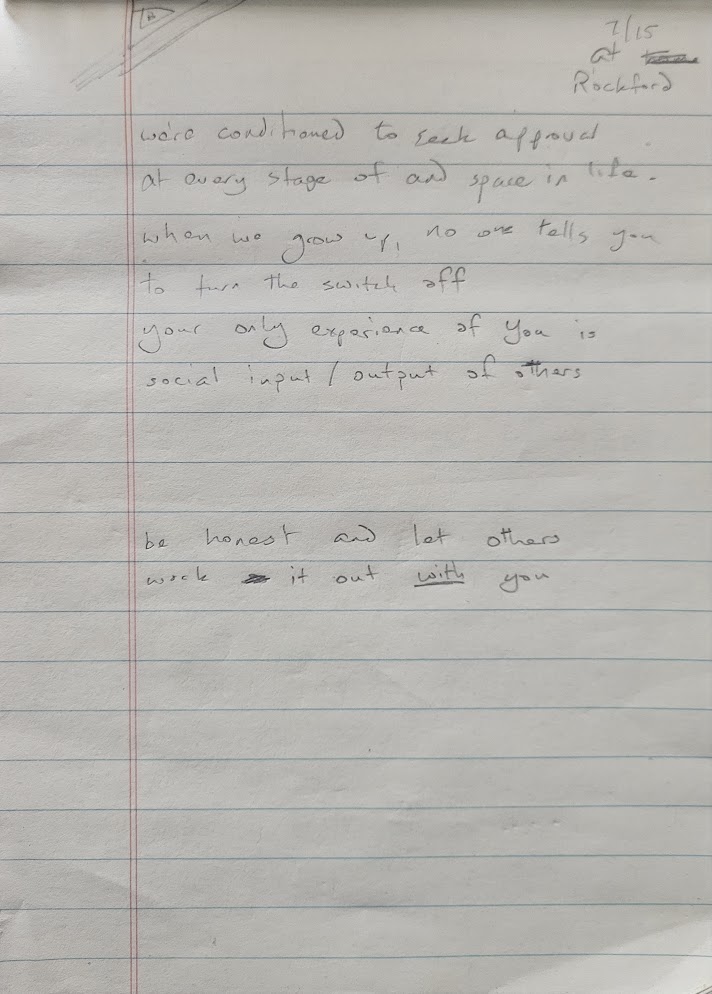 7/15
at
Rockford
we're conditioned to seek approval
at every stage of and space in life.
when we grow up, no one tells you
to turn the switch off
your only experience of you is
social input / output of others
be honest and let others
work it out with you